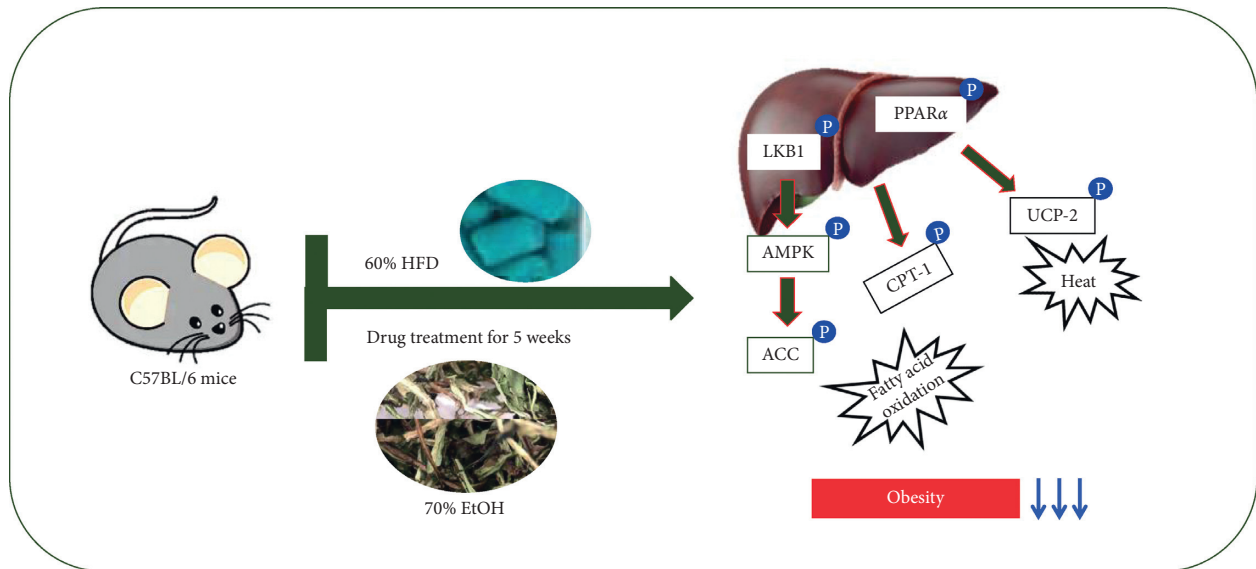 C57BL/6 mice
60% HFD
Drug treatment for 5 weeks
70% EtOH
P
PPARα
P
LKB1
P
UCP-2
P
AMPK
P
CPT-1
Heat
P
ACC
Fatty acid
oxidation
Obesity